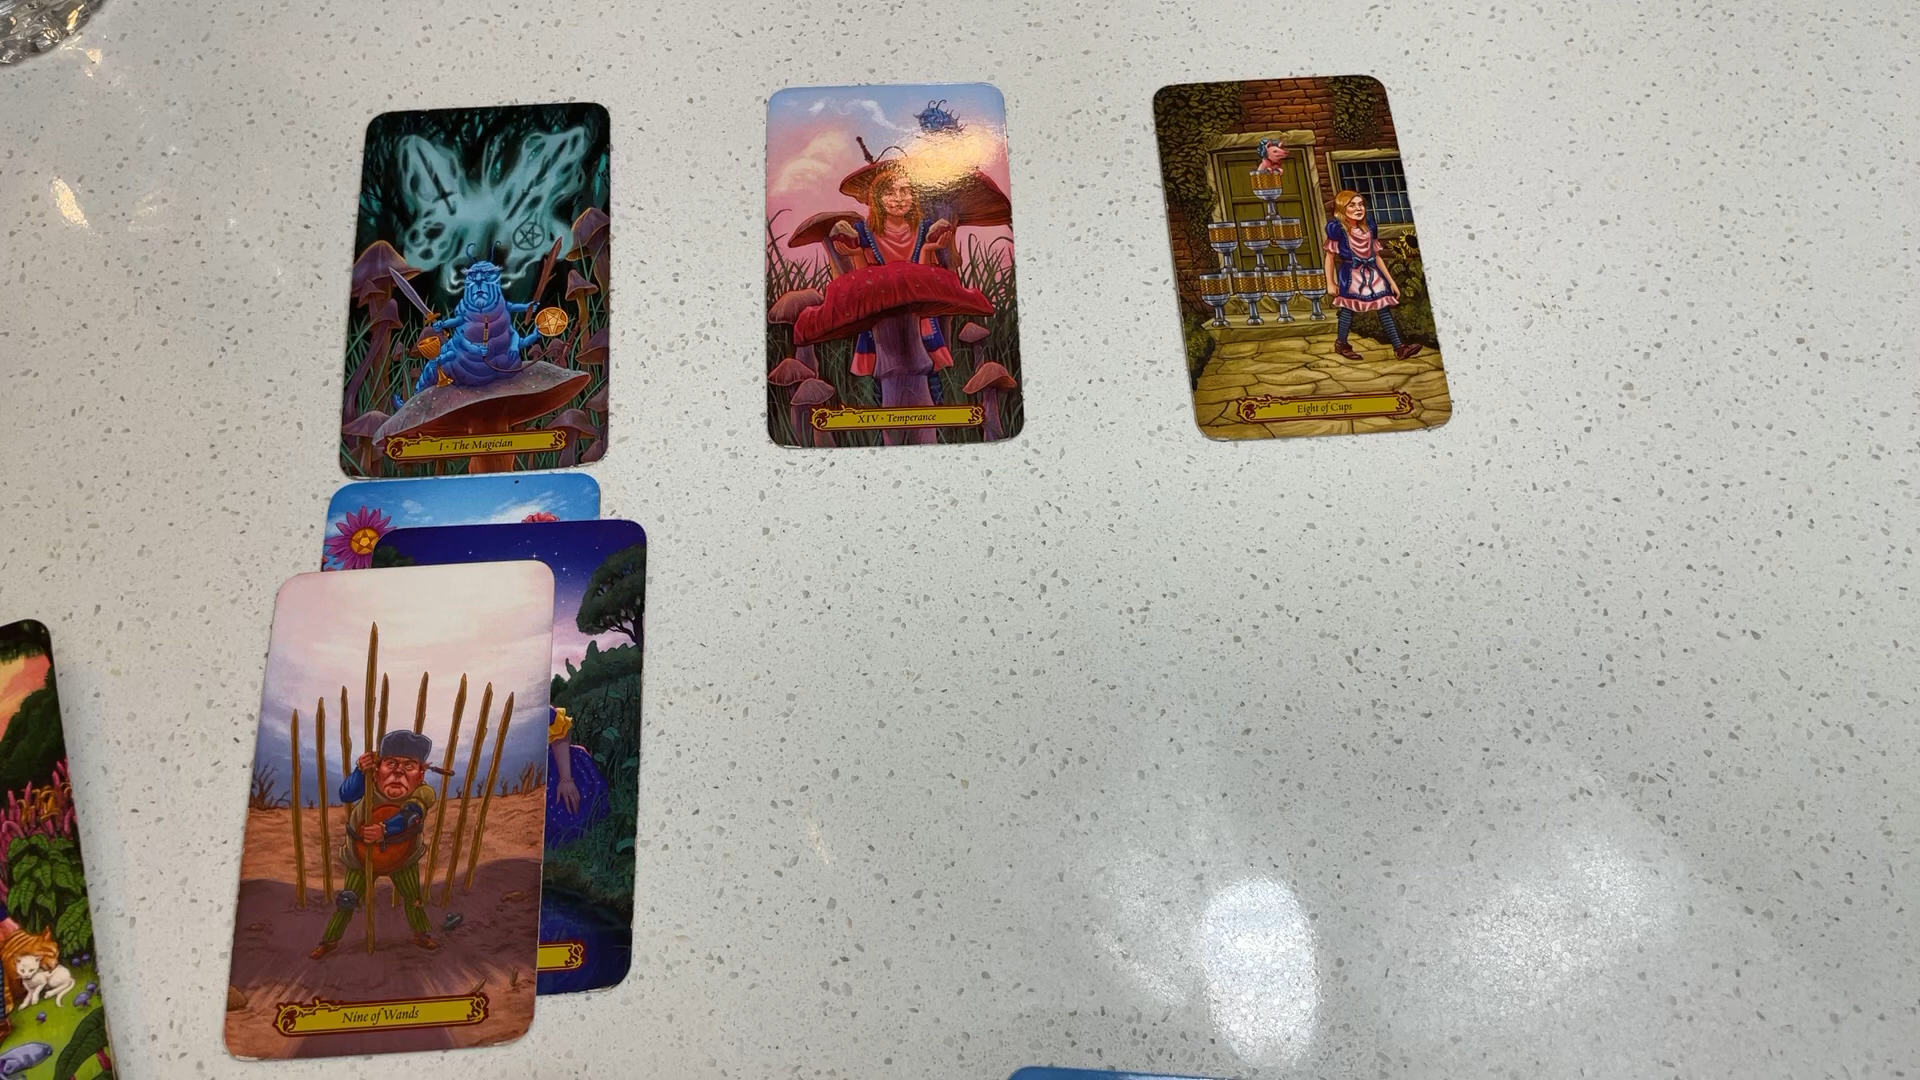 I · The Magician
XIV · Temperance
Eight of Cups
Nine of Wands